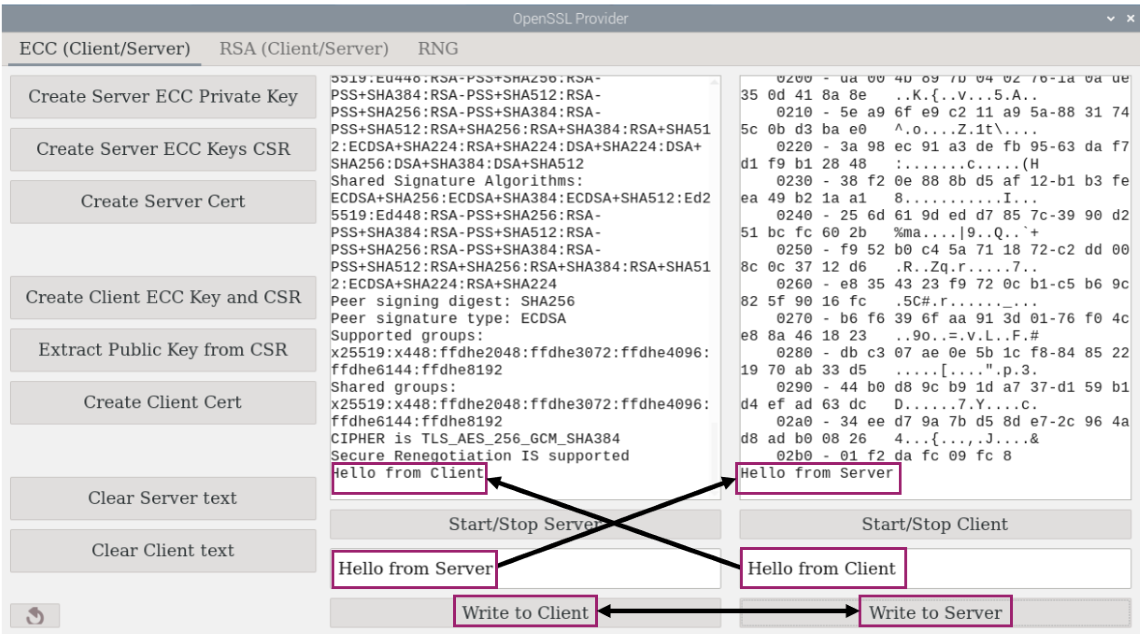 OpenSSL Provider
ECC (Client/Server) RSA (Client/Server) RNG
Create Server ECC Private Key
Create Server ECC Keys CSR
Create Server Cert
Create Client ECC Key and CSR
Extract Public Key from CSR
Create Client Cert
Clear Server text
Clear Client text
5519:Ed448:RSA-PSS+SHA256:RSA-
PSS+SHA384:RSA-PSS+SHA512:RSA-
PSS+SHA256:RSA-PSS+SHA384:RSA-
PSS+SHA512:RSA+SHA256:RSA+SHA384:RSA+SHA51
2:ECDSA+SHA224:RSA+SHA224:DSA+SHA224:DSA+
SHA256:DSA+SHA384:DSA+SHA512
Shared Signature Algorithms:
ECDSA+SHA256:ECDSA+SHA384:ECDSA+SHA512:Ed2
5519:Ed448:RSA-PSS+SHA256:RSA-
PSS+SHA384:RSA-PSS+SHA512:RSA-
PSS+SHA256:RSA-PSS+SHA384:RSA-
PSS+SHA512:RSA+SHA256:RSA+SHA384:RSA+SHA51
2:ECDSA+SHA224:RSA+SHA224
Peer signing digest: SHA256
Peer signature type: ECDSA
Supported groups:
x25519:x448:ffdhe2048:ffdhe3072:ffdhe4096:
ffdhe6144:ffdhe8192
Shared groups:
x25519:x448:ffdhe2048:ffdhe3072:ffdhe4096:
ffdhe6144:ffdhe8192
CIPHER is TLS_AES_256_GCM_SHA384
Secure Renegotiation IS supported
Hello from Client
Start/Stop Server
Hello from Server
Write to Client
0200 - da 00 4b 89 7b 04 02 76-1a 0a de
35 0d 41 8a 8e ..K.{..v...5.A..
0210 - 5e a9 6f e9 c2 11 a9 5a-88 31 74
5c 0b d3 ba e0 ^.o....Z.1t\....
0220 - 3a 98 ec 91 a3 de fb 95-63 da f7
d1 f9 b1 28 48 :.......c.....(H
0230 - 38 f2 0e 88 8b d5 af 12-b1 b3 fe
ea 49 b2 1a a1 8...........I...
0240 - 25 6d 61 9d ed d7 85 7c-39 90 d2
51 bc fc 60 2b %ma....|9..Q..`+
0250 - f9 52 b0 c4 5a 71 18 72-c2 dd 00
8c 0c 37 12 d6 .R..Zq.r.....7..
0260 - e8 35 43 23 f9 72 0c b1-c5 b6 9c
82 5f 90 16 fc .5C#.r......_...
0270 - b6 f6 39 6f aa 91 3d 01-76 f0 4c
e8 8a 46 18 23 ..9o..=.v.L..F.#
0280 - db c3 07 ae 0e 5b 1c f8-84 85 22
19 70 ab 33 d5 .....[....".p.3.
0290 - 44 b0 d8 9c b9 1d a7 37-d1 59 b1
d4 ef ad 63 dc D......7.Y....c.
02a0 - 34 ee d7 9a 7b d5 8d e7-2c 96 4a
d8 ad b0 08 26 4...{...,.J....&
02b0 - 01 f2 da fc 09 fc 8
Hello from Server
Start/Stop Client
Hello from Client
Write to Server